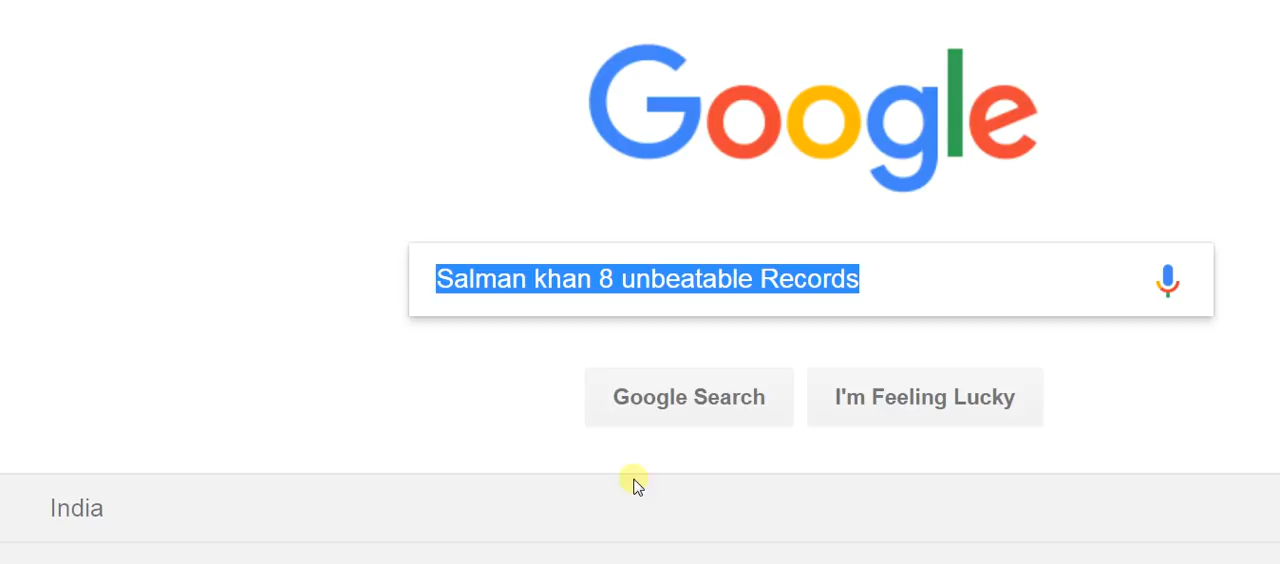 Google
Salman khan 8 unbeatable Records
Google Search
I'm Feeling Lucky
India